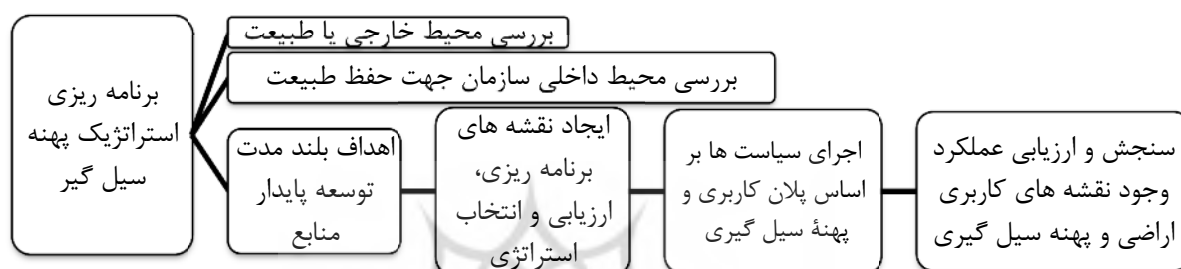 برنامه ریزی
استراتژیک پهنه
سیل گیر
بررسی محیط خارجی یا طبیعت
بررسی محیط داخلی سازمان جهت حفظ طبیعت
اهداف بلند مدت
توسعه پایدار
منابع
ایجاد نقشه های
برنامه ریزی،
ارزیابی و انتخاب
استراتژی
اجرای سیاست ها بر
اساس پلان کاربری و
پهنهٔ سیل گیری
سنجش و ارزیابی عملکرد
وجود نقشه های کاربری
اراضی و پهنه سیل گیری